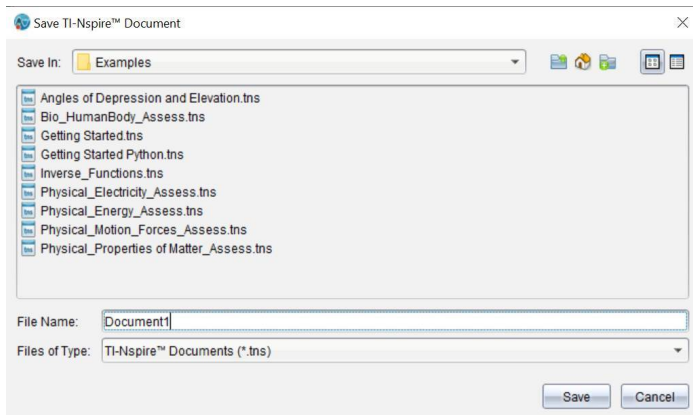 Save TI-Nspire™ Document
Save In: Examples
Angles of Depression and Elevation.tns
Bio_HumanBody_Assess.tns
Getting Started.tns
Getting Started Python.tns
Inverse_Functions.tns
Physical_Electricity_Assess.tns
Physical_Energy_Assess.tns
Physical_Motion_Forces_Assess.tns
Physical_Properties of Matter_Assess.tns
File Name: Document1
Files of Type: TI-Nspire™ Documents (*.tns)
Save Cancel